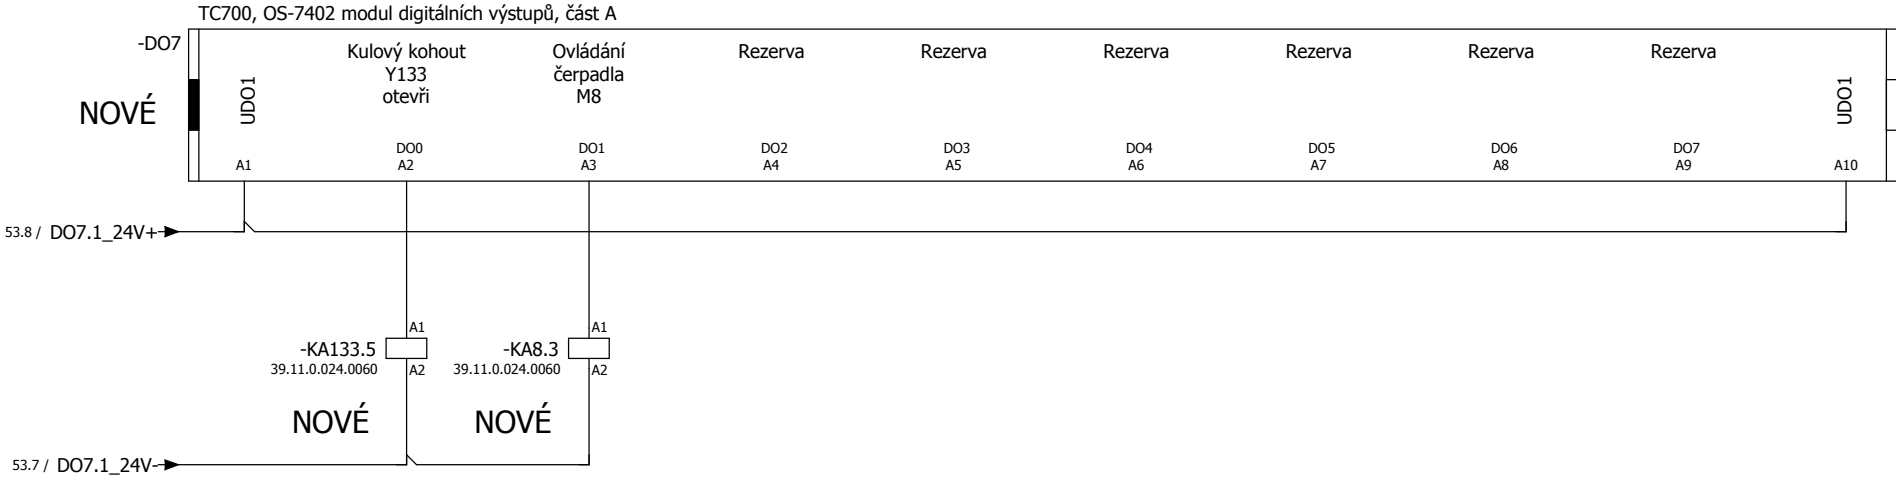 TC700, OS-7402 modul digitálních výstupů, část A
-DO7
NOVÉ
UDO1
Kulový kohout
Y133
otevři
Ovládání
čerpadla
M8
Rezerva
Rezerva
Rezerva
Rezerva
Rezerva
Rezerva
UDO1
A1
DO0
A2
DO1
A3
DO2
A4
DO3
A5
DO4
A6
DO5
A7
DO6
A8
DO7
A9
A10
53.8 / DO7.1_24V+
A1
-KA133.5
39.11.0.024.0060
A2
NOVÉ
A1
-KA8.3
39.11.0.024.0060
A2
NOVÉ
53.7 / DO7.1_24V-